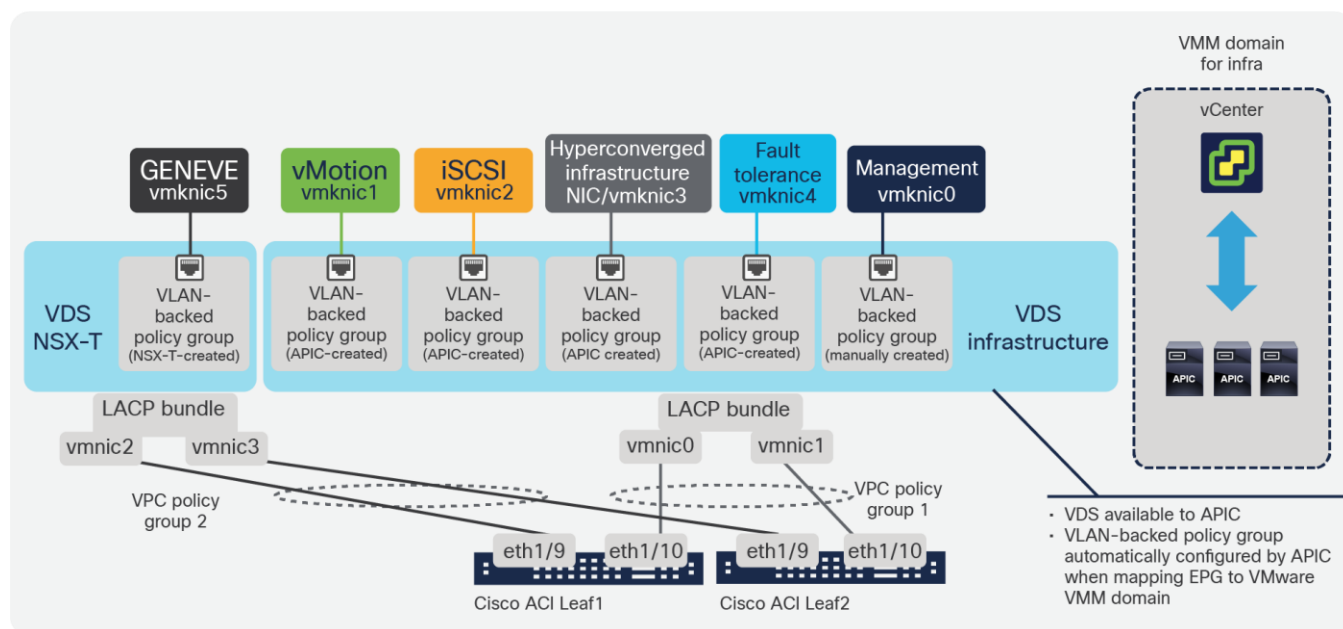 VMM domain
for infra
vCenter
GENEVE
vmknic5
vMotion
vmknic1
iSCSI
vmknic2
Hyperconverged
infrastructure
NIC/vmknic3
Fault
tolerance
vmknic4
Management
vmknic0
VDS
NSX-T
VLAN-
backed
policy group
(NSX-T-created)
VLAN-
backed
policy group
(APIC-created)
VLAN-
backed
policy group
(APIC-created)
VLAN-
backed
policy group
(APIC created)
VLAN-
backed
policy group
(APIC-created)
VLAN-
backed
policy group
(manually created)
VDS
infrastructure
APIC
APIC
APIC
LACP bundle
vmnic2
vmnic3
LACP bundle
vmnic0
vmnic1
VPC policy
group 2
VPC policy
group 1
eth1/9
eth1/10
eth1/9
eth1/10
Cisco ACI Leaf1
Cisco ACI Leaf2
• VDS available to APIC
• VLAN-backed policy group
automatically configured by APIC
when mapping EPG to VMware
VMM domain